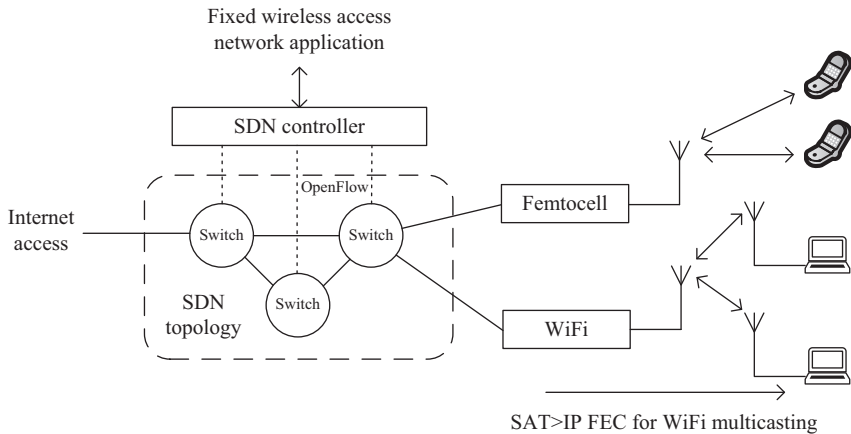 Fixed wireless access
network application
SDN controller
OpenFlow
Internet
access
Switch
Switch
Switch
SDN
topology
Femtocell
WiFi
SAT>IP FEC for WiFi multicasting